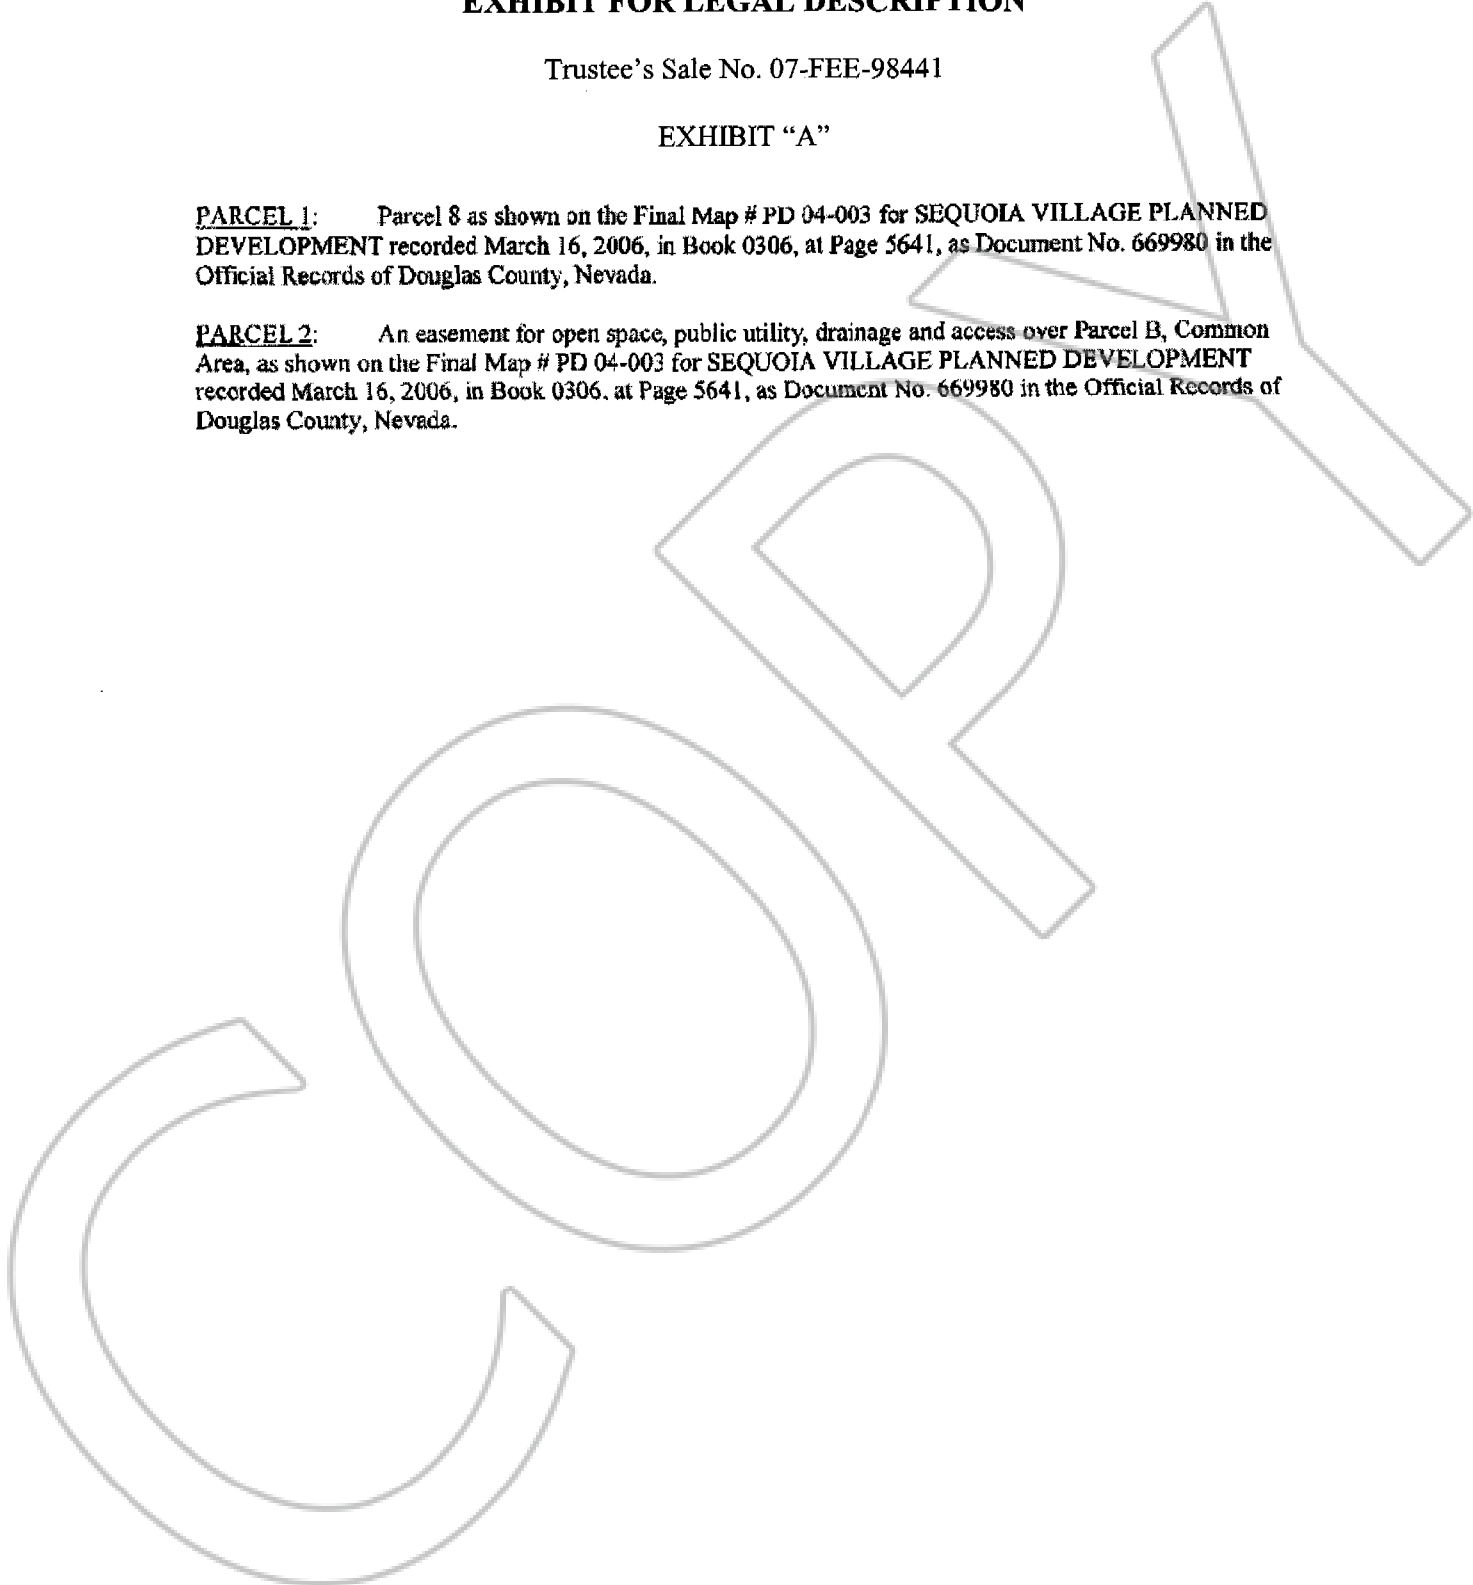 EXHIBIT FOR LEGAL DESCRIPTION
Trustee’s Sale No. 07-FEE-98441
EXHIBIT “A”
PARCEL 1: Parcel 8 as shown on the Final Map # PD 04-003 for SEQUOIA VILLAGE PLANNED
DEVELOPMENT recorded March 16, 2006, in Book 0306, at Page 5641, as Document No. 669980 in the
Official Records of Douglas County, Nevada.
PARCEL 2: An easement for open space, public utility, drainage and access over Parcel B, Common
Area, as shown on the Final Map # PD 04-003 for SEQUOIA VILLAGE PLANNED DEVELOPMENT
recorded March 16, 2006, in Book 0306, at Page 5641, as Document No. 669980 in the Official Records of
Douglas County, Nevada.
COPY